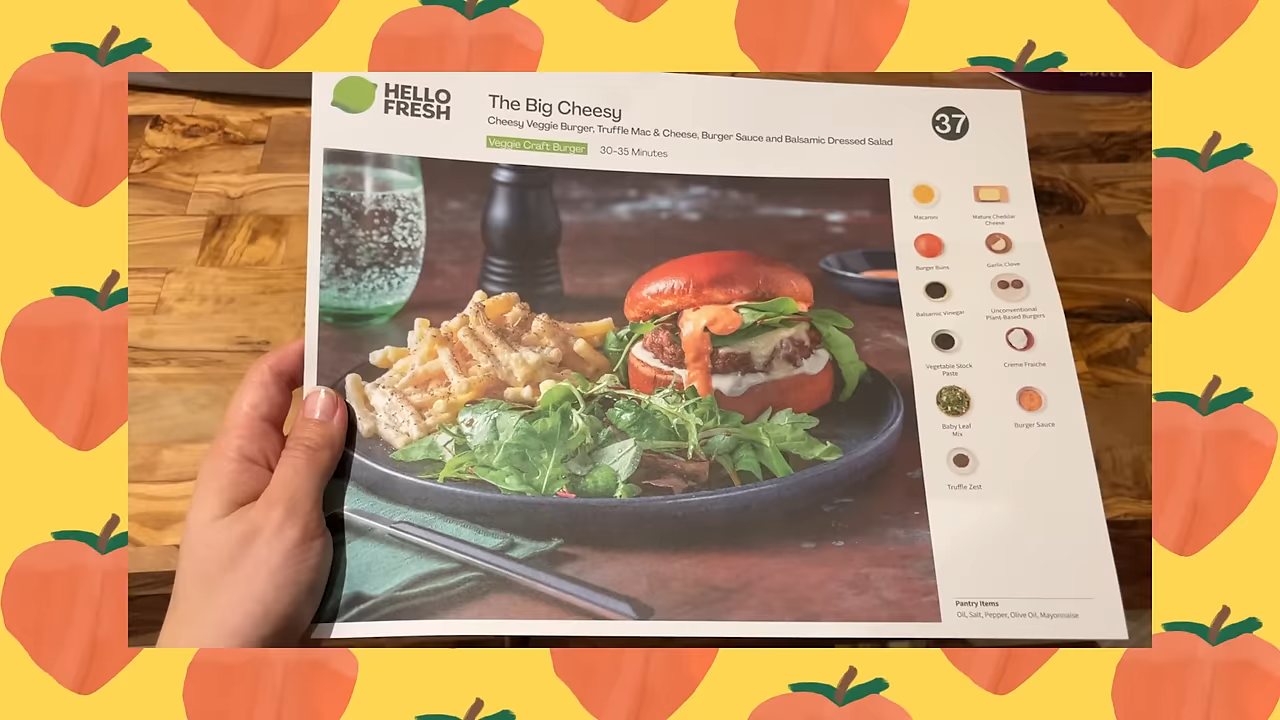 HELLO
FRESH
The Big Cheesy
Cheesy Veggie Burger, Truffle Mac & Cheese, Burger Sauce and Balsamic Dressed Salad
Veggie Craft Burger 30-35 Minutes
37
Macaroni
Mature Cheddar
Cheese
Burger Buns
Garlic Clove
Balsamic Vinegar
Unconventional
Plant-Based Burgers
Vegetable Stock
Paste
Creme Fraiche
Baby Leaf
Mix
Burger Sauce
Truffle Zest
Pantry Items
Oil, Salt, Pepper, Olive Oil, Mayonnaise